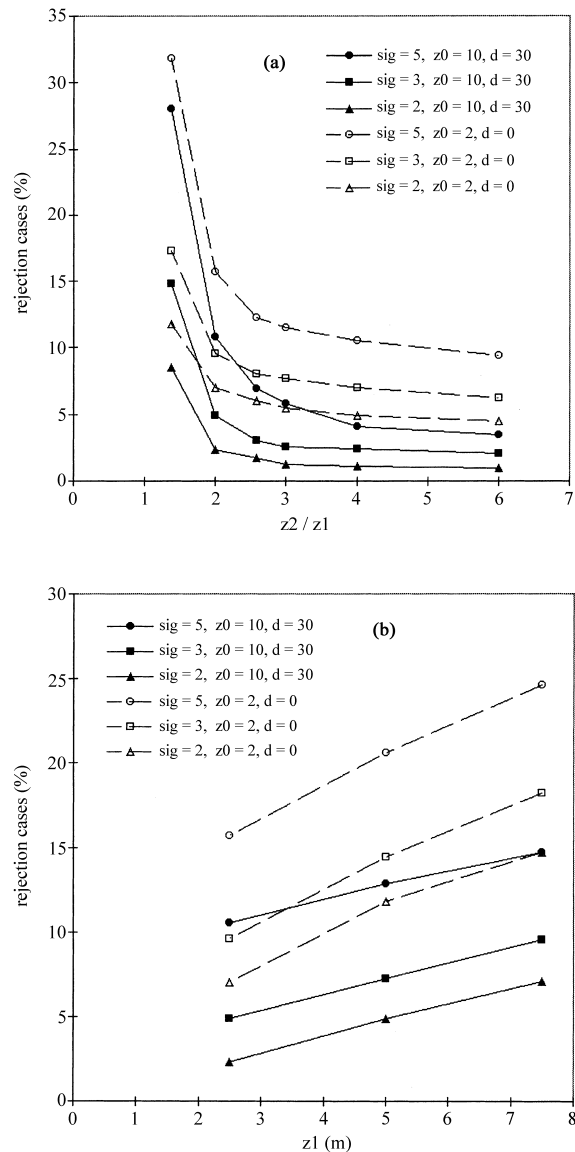 (a)
sig = 5, z0 = 10, d = 30
sig = 3, z0 = 10, d = 30
sig = 2, z0 = 10, d = 30
sig = 5, z0 = 2, d = 0
sig = 3, z0 = 2, d = 0
sig = 2, z0 = 2, d = 0
rejection cases (%)
35
30
25
20
15
10
5
0
0 1 2 3 4 5 6 7
z2 / z1
(b)
sig = 5, z0 = 10, d = 30
sig = 3, z0 = 10, d = 30
sig = 2, z0 = 10, d = 30
sig = 5, z0 = 2, d = 0
sig = 3, z0 = 2, d = 0
sig = 2, z0 = 2, d = 0
rejection cases (%)
30
25
20
15
10
5
0
0 1 2 3 4 5 6 7 8
z1 (m)